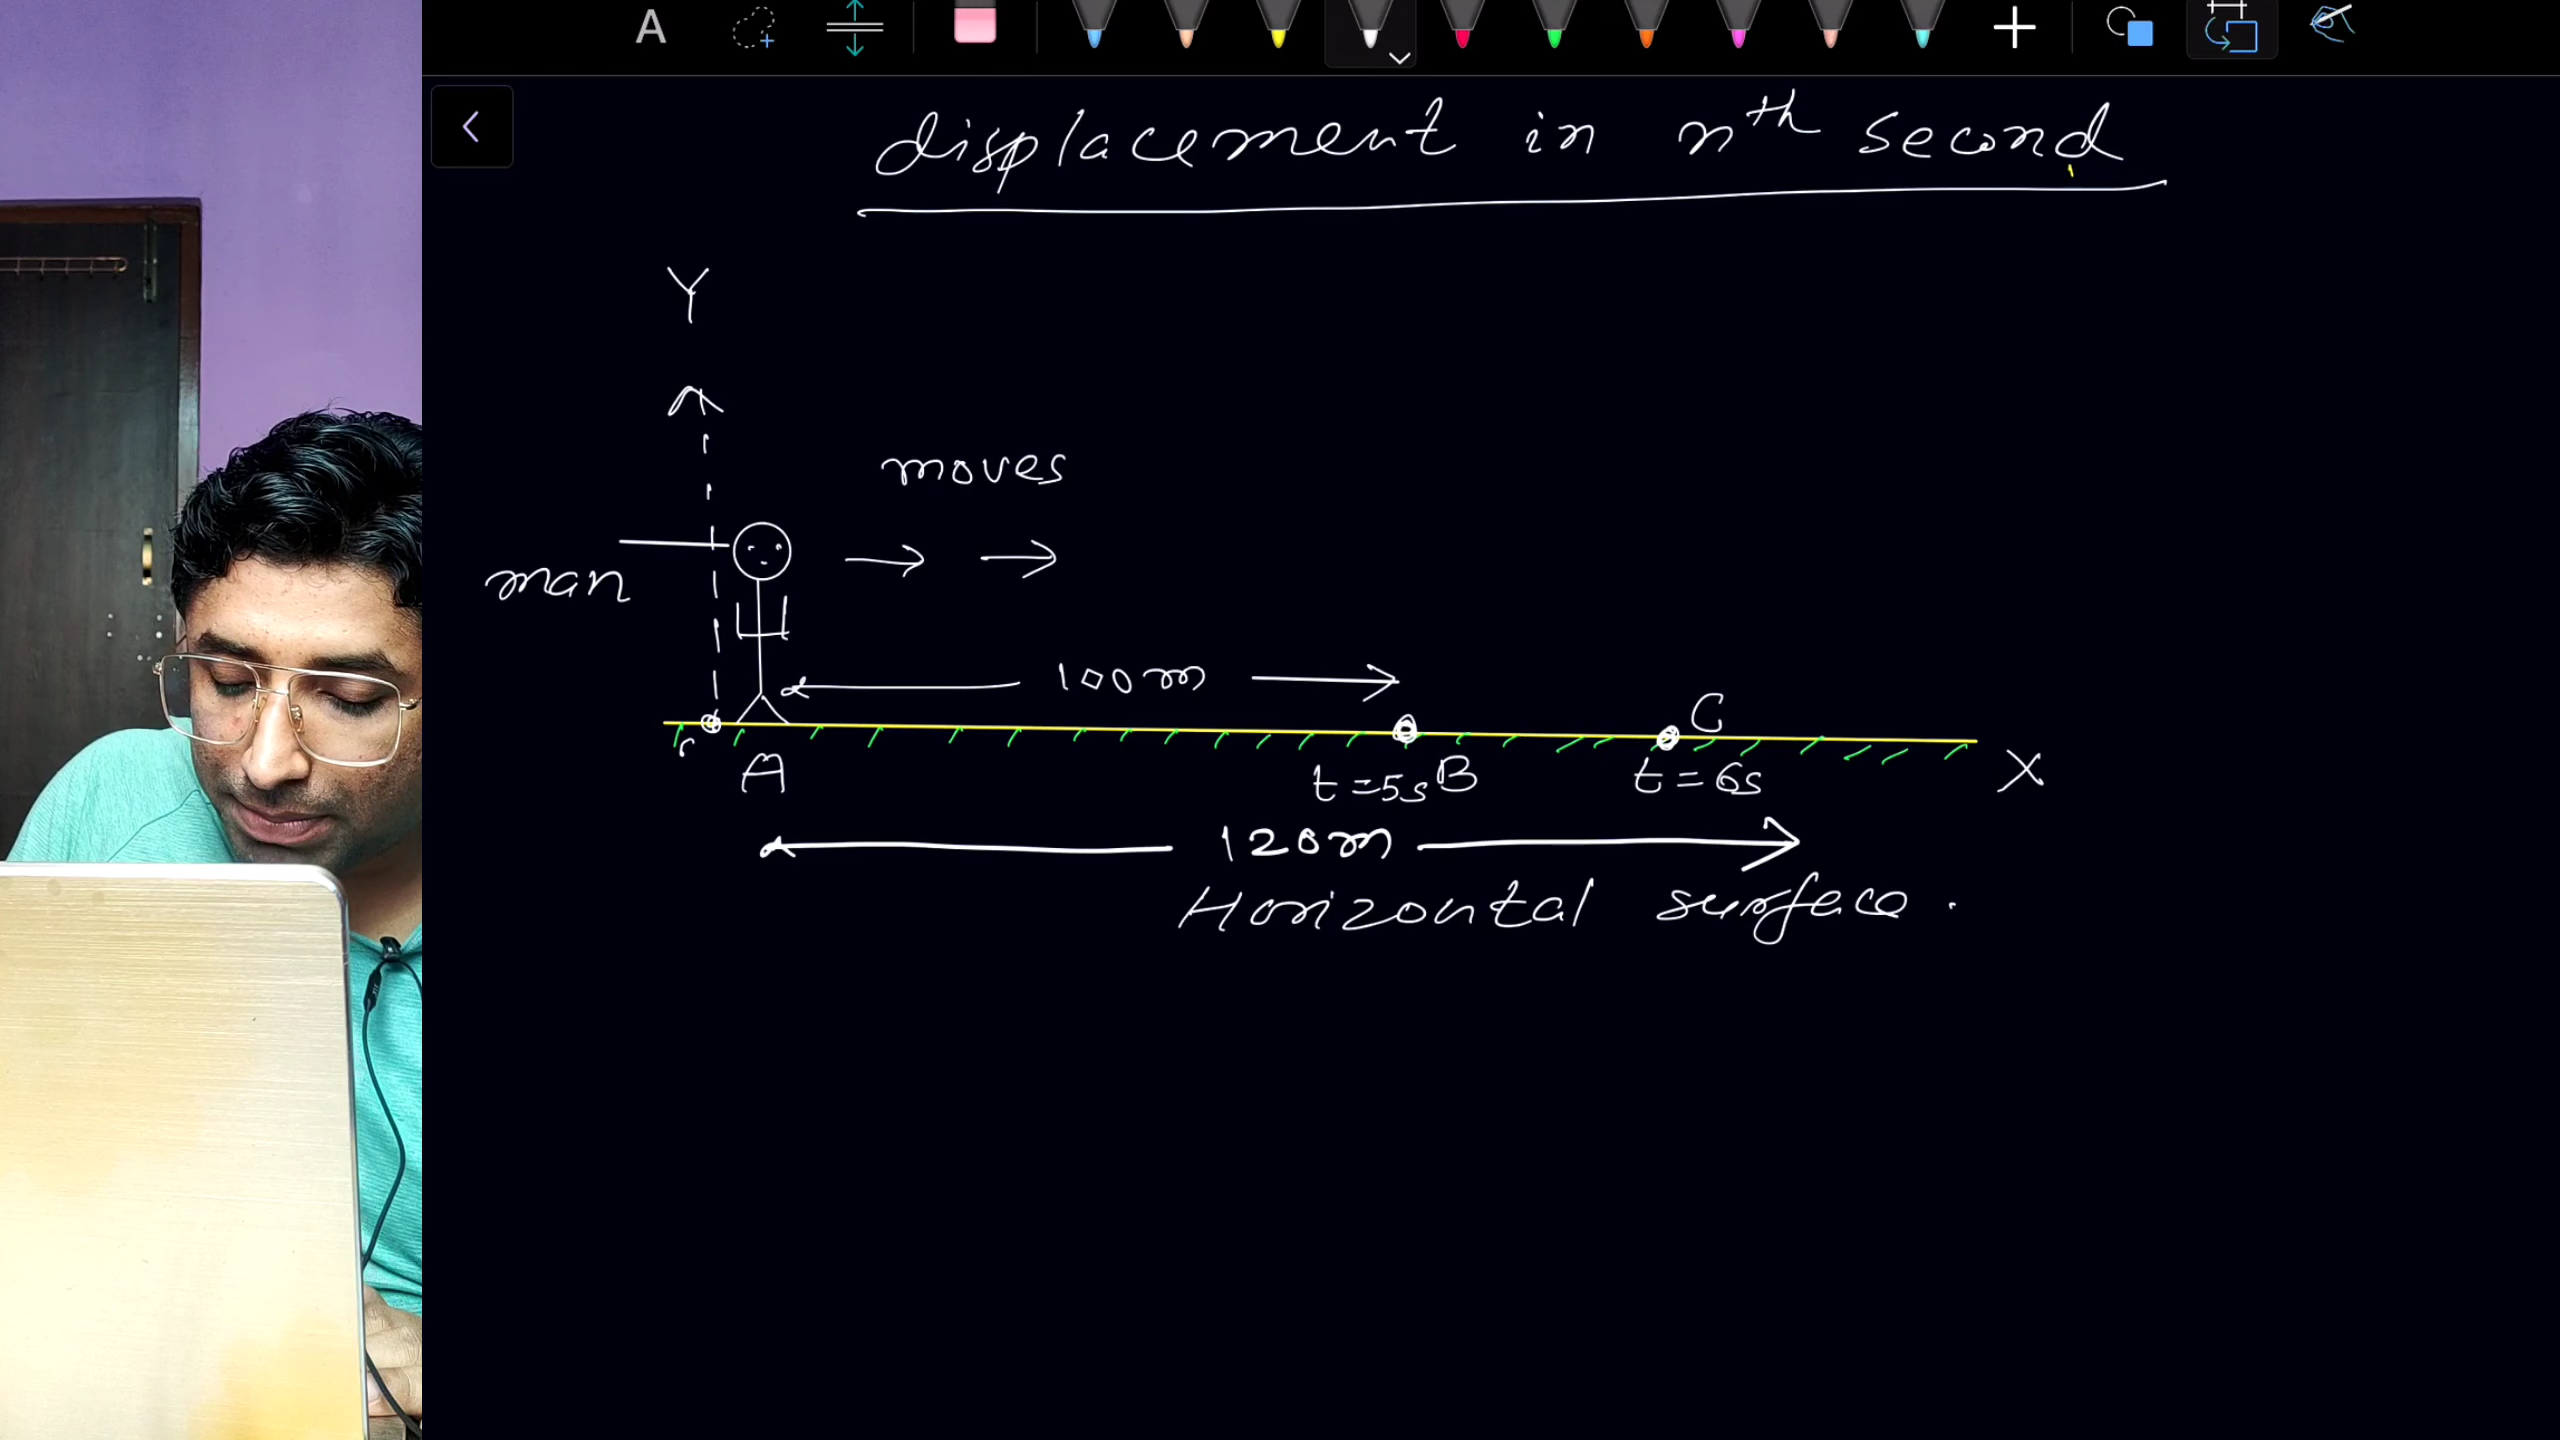 A
displacement in nth second
Y
moves
man
100m
C
A
t=5s B
t=6s
X
120m
Horizontal surface.